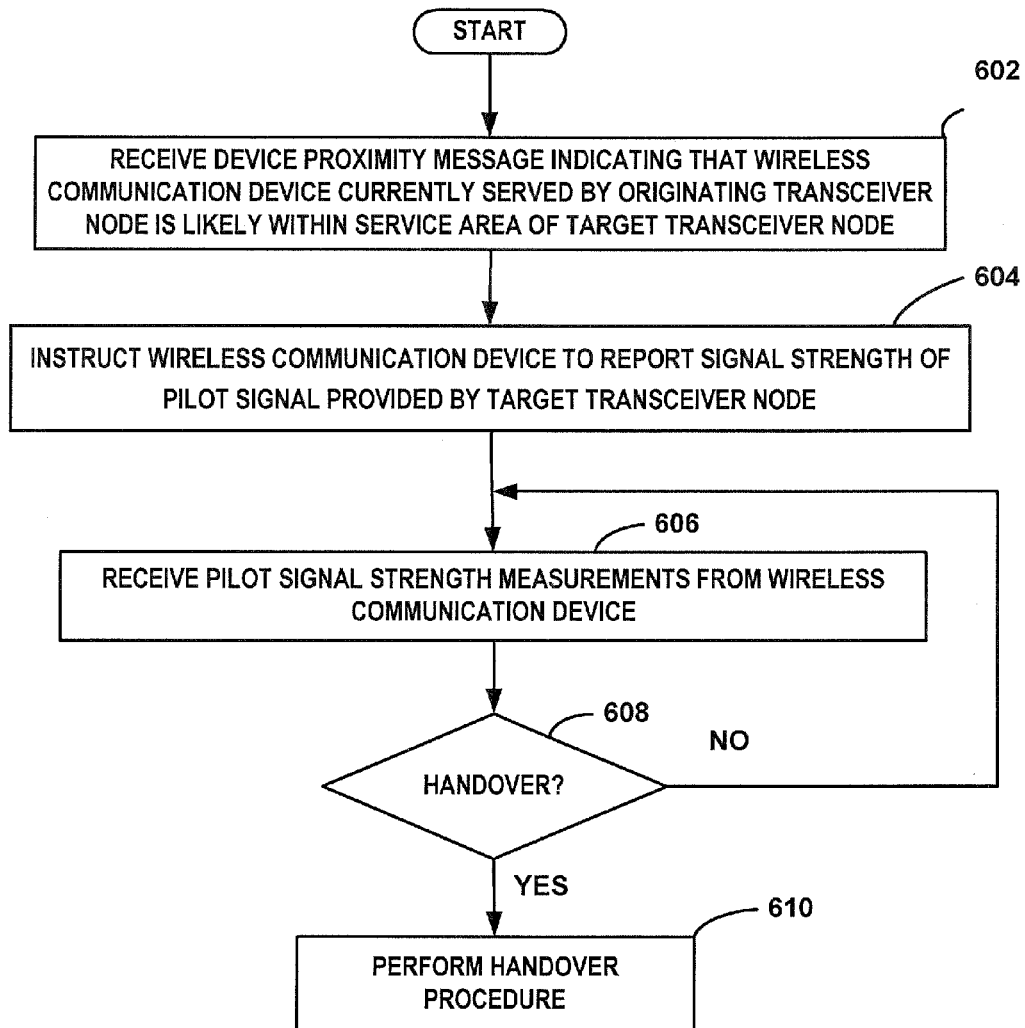 START
602
RECEIVE DEVICE PROXIMITY MESSAGE INDICATING THAT WIRELESS
COMMUNICATION DEVICE CURRENTLY SERVED BY ORIGINATING TRANSCEIVER
NODE IS LIKELY WITHIN SERVICE AREA OF TARGET TRANSCEIVER NODE
604
INSTRUCT WIRELESS COMMUNICATION DEVICE TO REPORT SIGNAL STRENGTH OF
PILOT SIGNAL PROVIDED BY TARGET TRANSCEIVER NODE
606
RECEIVE PILOT SIGNAL STRENGTH MEASUREMENTS FROM WIRELESS
COMMUNICATION DEVICE
608
NO
HANDOVER?
YES
610
PERFORM HANDOVER
PROCEDURE